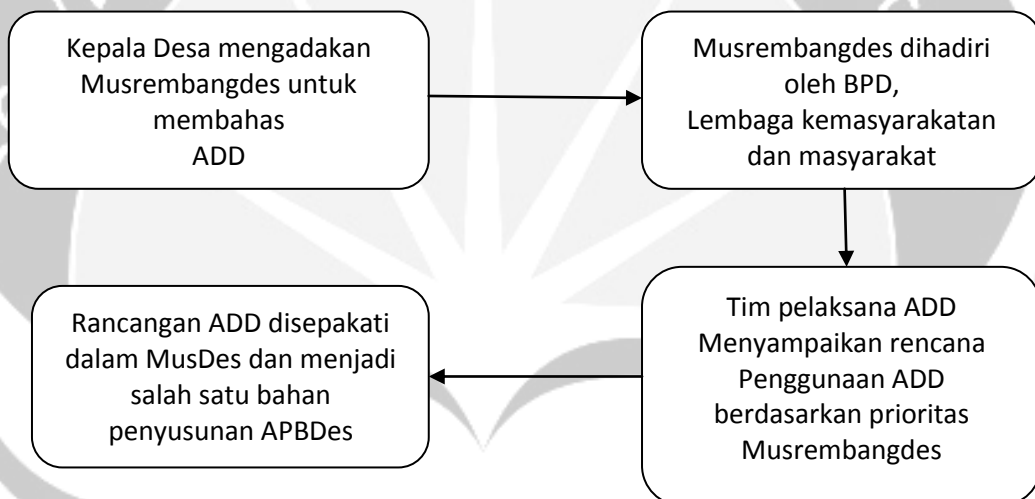 Kepala Desa mengadakan
Musrembangdes untuk
membahas
ADD
Musrembangdes dihadiri
oleh BPD,
Lembaga kemasyarakatan
dan masyarakat
Tim pelaksana ADD
Menyampaikan rencana
Penggunaan ADD
berdasarkan prioritas
Musrembangdes
Rancangan ADD disepakati
dalam MusDes dan menjadi
salah satu bahan
penyusunan APBDes